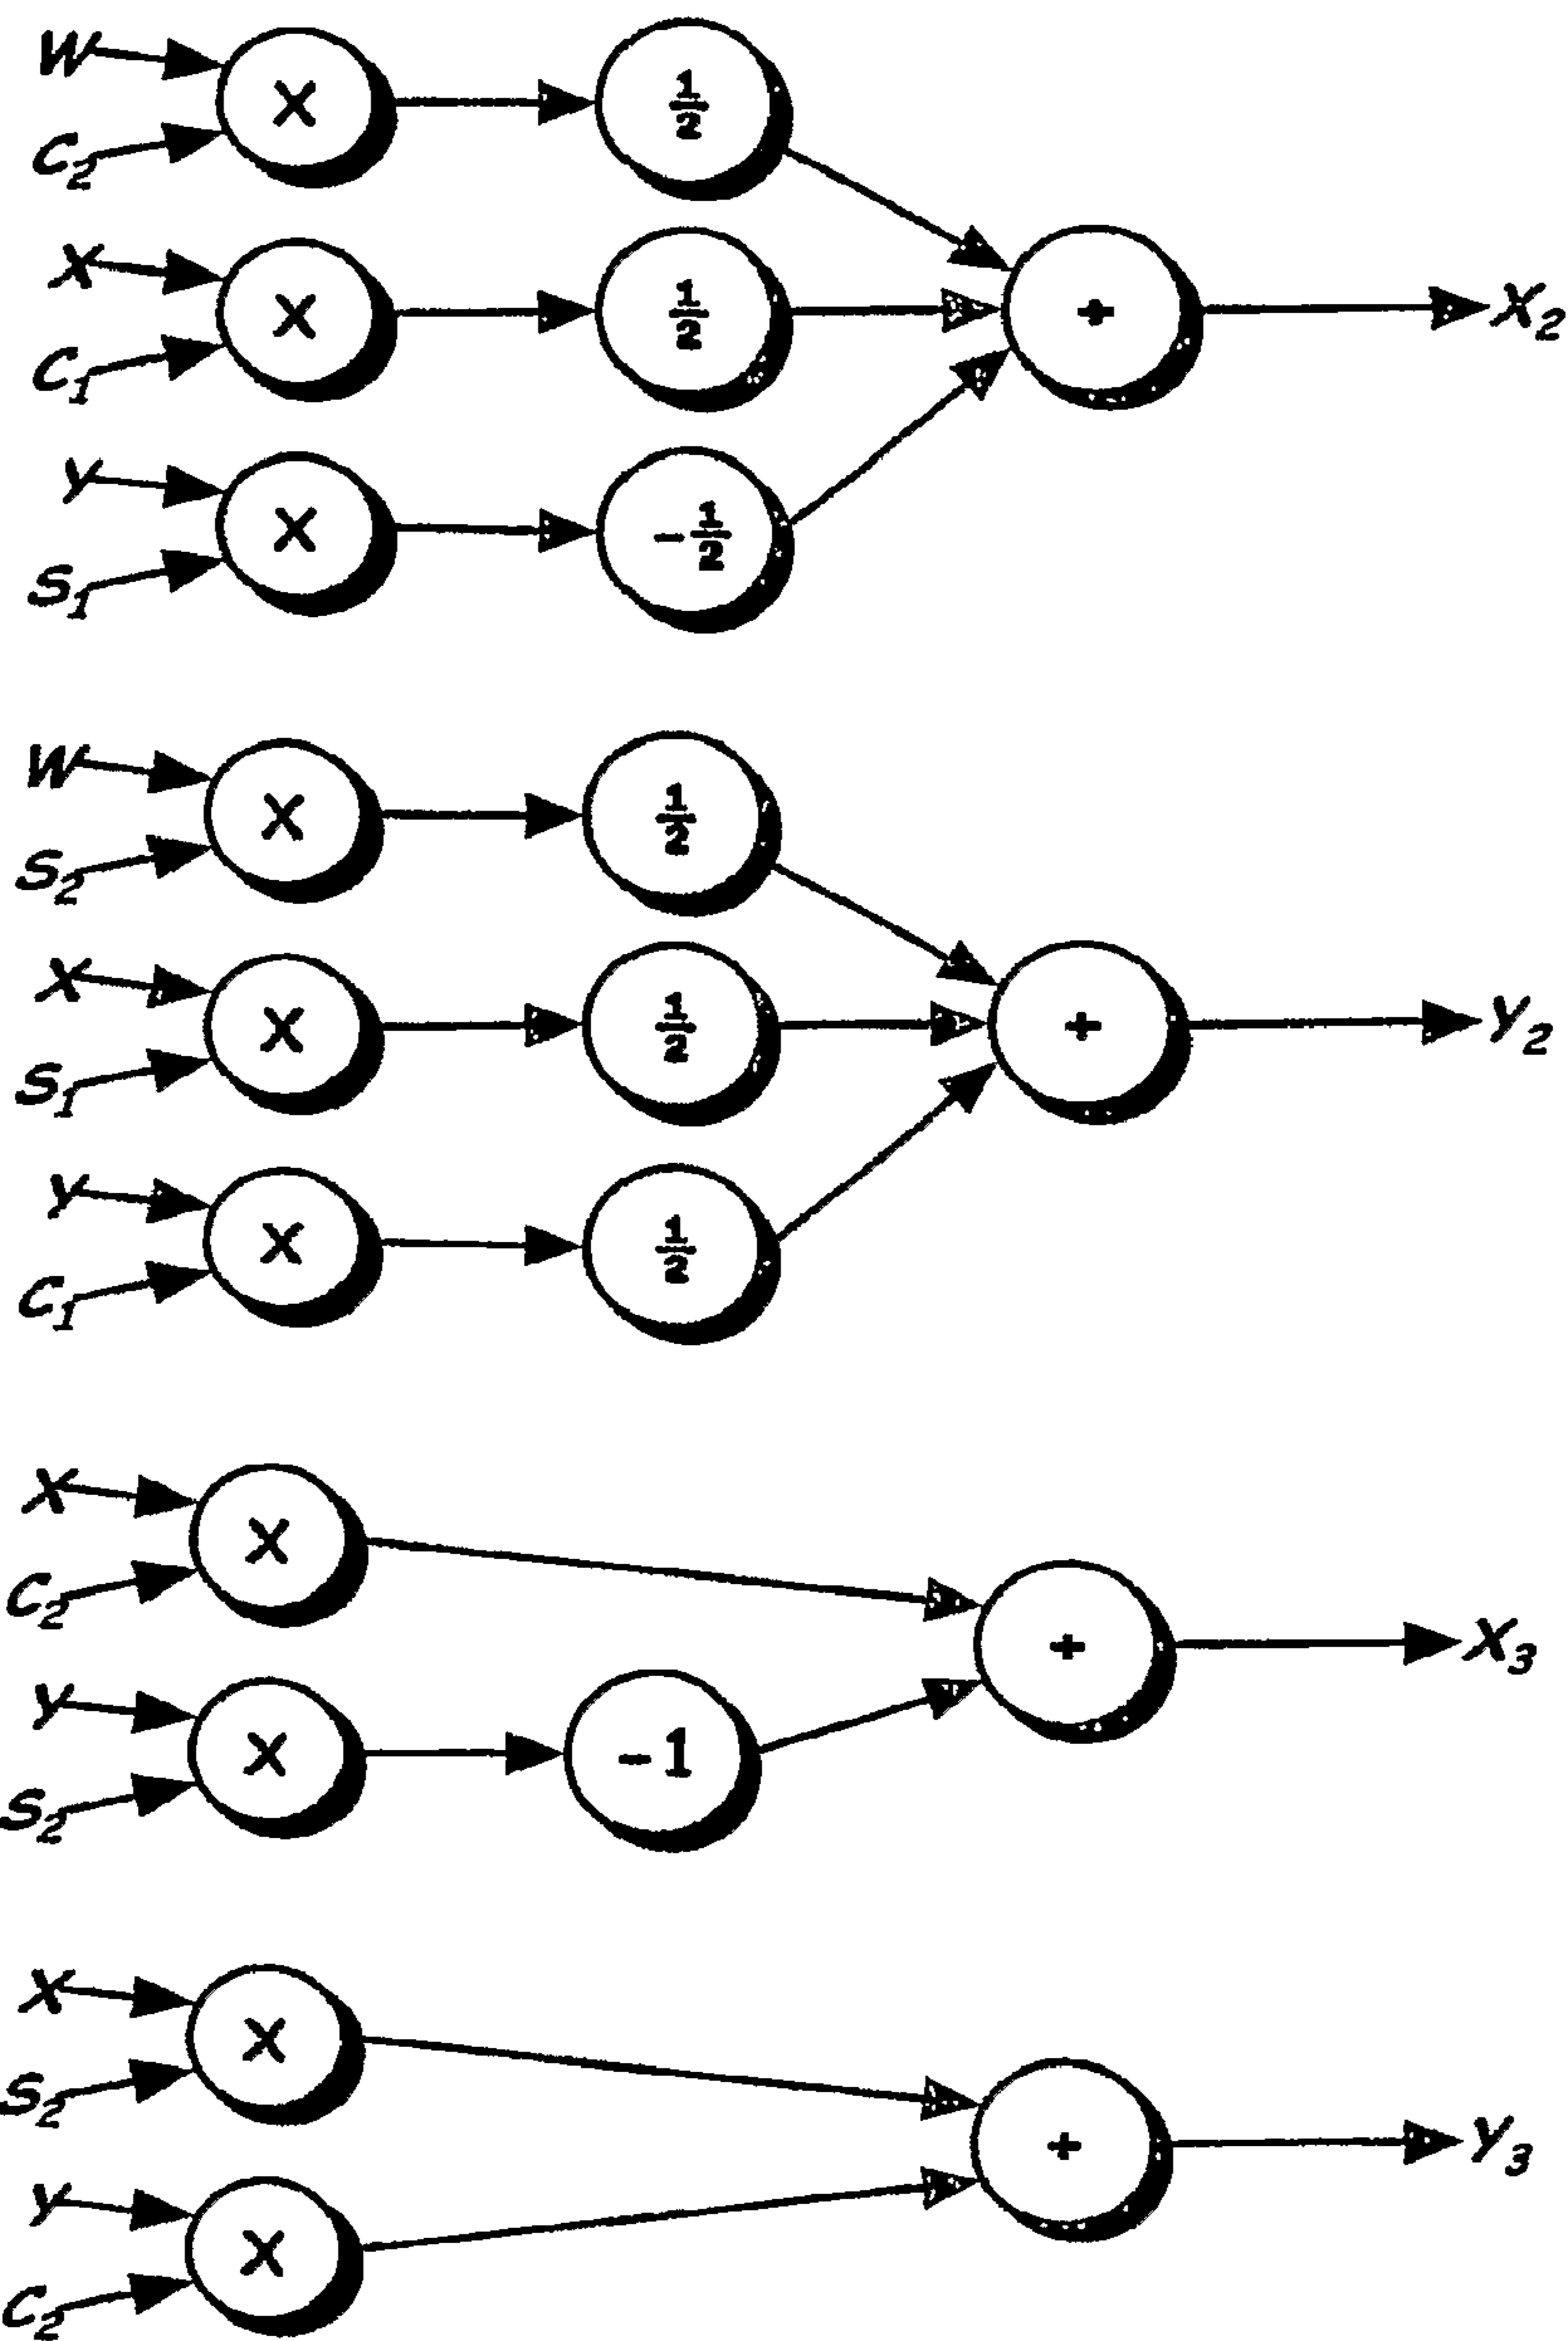 W
× 1/2
C2
X
× 1/2 + X2
C1
Y
× -1/2
S1
W
× 1/2
S2
X
× 1/2 + Y2
S1
Y
× 1/2
C1
X
×
C2
+ X3
Y
× -1
S2
X
×
S2
+ Y3
Y
×
C2